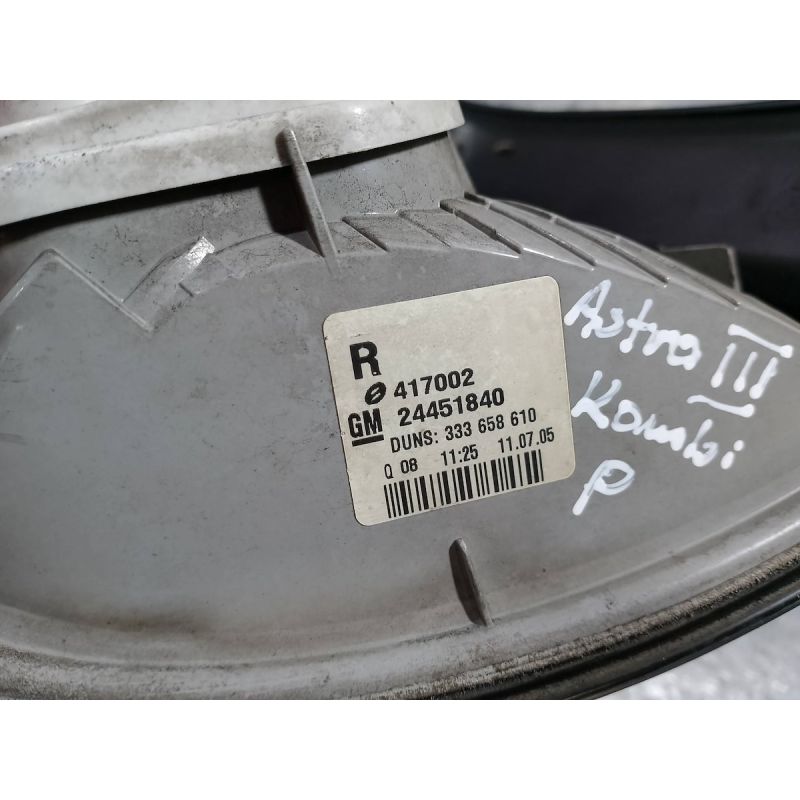 R
417002
GM 24451840
DUNS: 333 658 610
Q 08 11:25 11.07.05
Astra III
Kombi
P